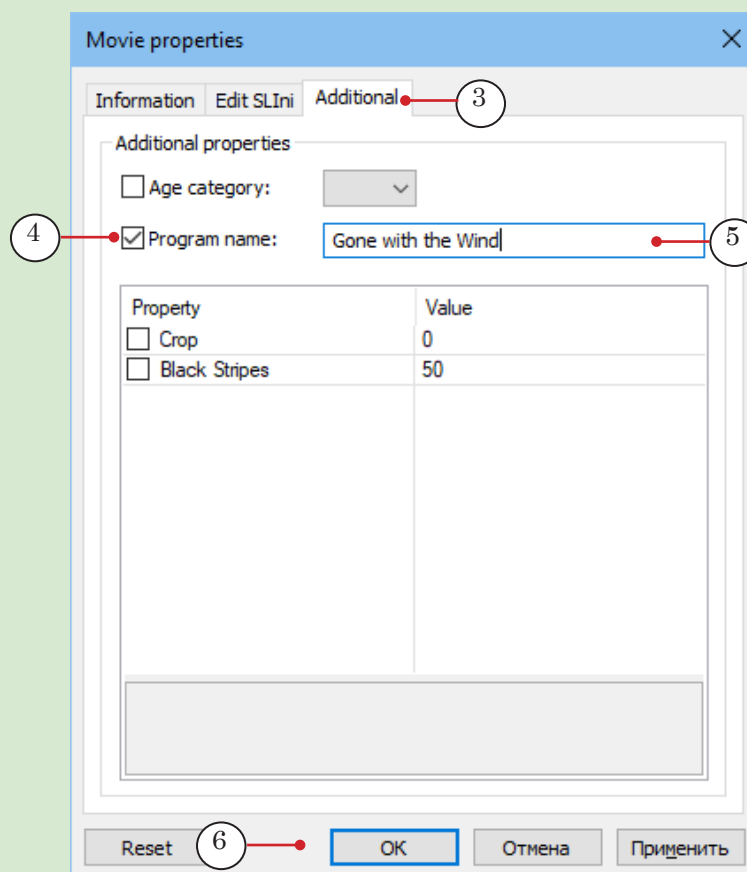 Movie properties
Information Edit SLIni Additional 3
Additional properties
Age category:
4 Program name: Gone with the Wind 5
Property Value
Crop 0
Black Stripes 50
Reset 6 OK Отмена Применить